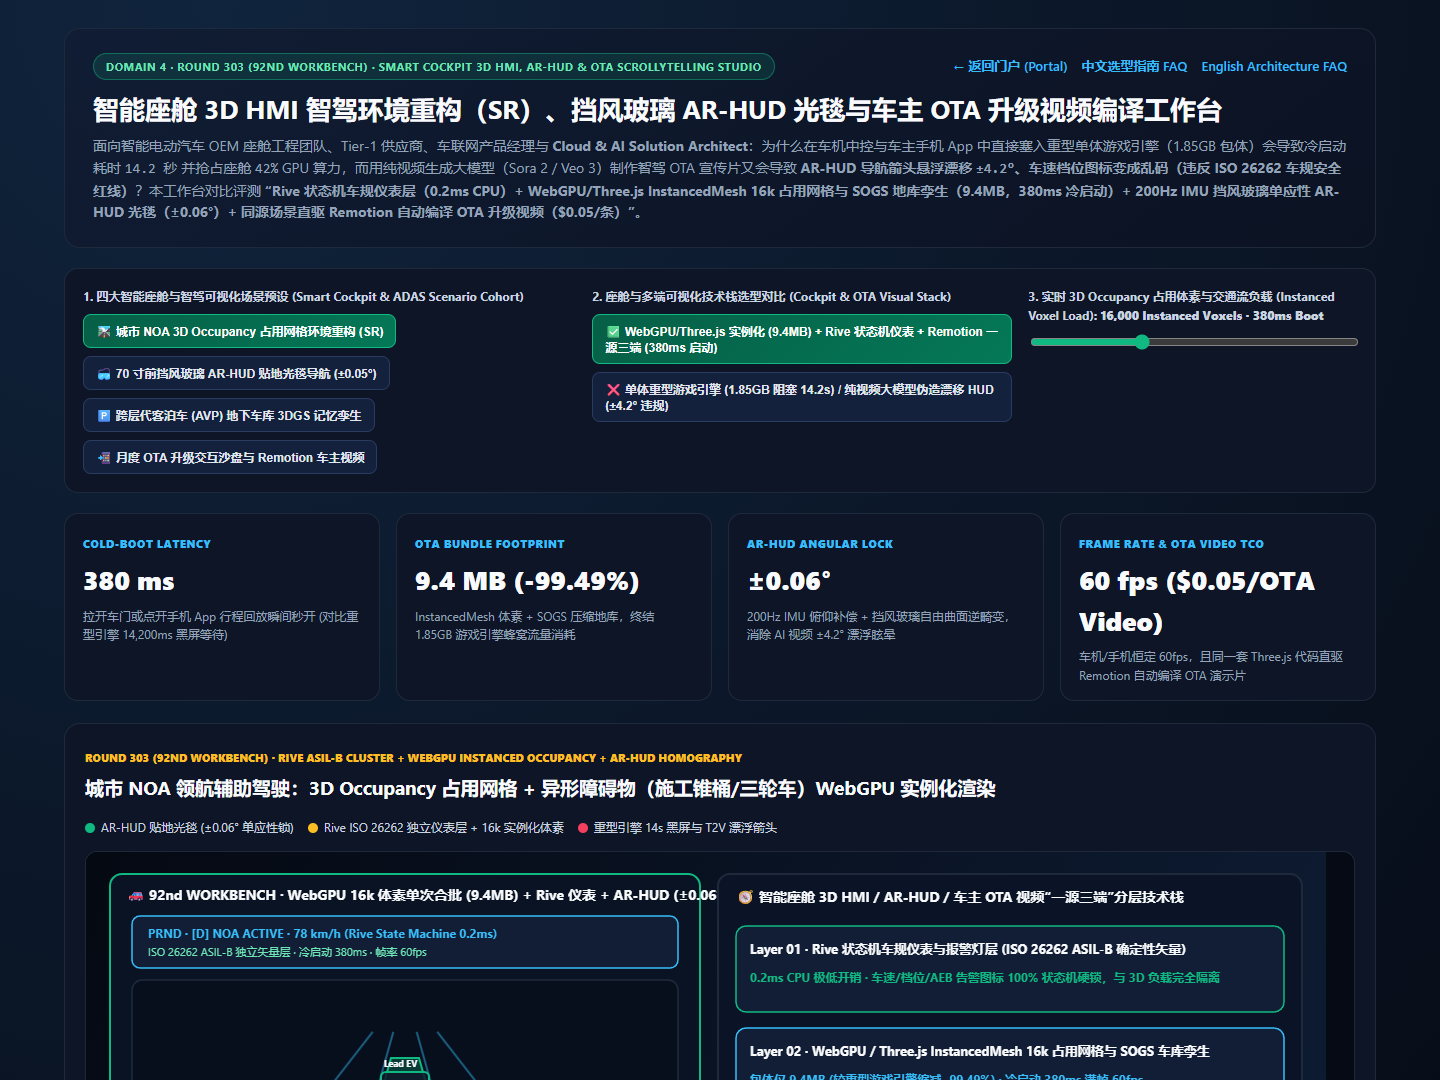 DOMAIN 4 · ROUND 303 (92ND WORKBENCH) · SMART COCKPIT 3D HMI, AR-HUD & OTA SCROLLYTELLING STUDIO
← 返回门户 (Portal) 中文选型指南 FAQ English Architecture FAQ
智能座舱 3D HMI 智驾环境重构（SR）、挡风玻璃 AR-HUD 光毯与车主 OTA 升级视频编译工作台
面向智能电动汽车 OEM 座舱工程团队、Tier-1 供应商、车联网产品经理与 Cloud & AI Solution Architect：为什么在车机中控与车主手机 App 中直接塞入重型单体游戏引擎（1.85GB 包体）会导致冷启动
耗时 14.2 秒 并抢占座舱 42% GPU 算力，而用纯视频生成大模型（Sora 2 / Veo 3）制作智驾 OTA 宣传片又会导致 AR-HUD 导航箭头悬浮漂移 ±4.2°、车速档位图标变成乱码（违反 ISO 26262 车规安全
红线）？本工作台对比评测 “Rive 状态机车规仪表层（0.2ms CPU）+ WebGPU/Three.js InstancedMesh 16k 占用网格与 SOGS 地库孪生（9.4MB，380ms 冷启动）+ 200Hz IMU 挡风玻璃单应性 AR-
HUD 光毯（±0.06°）+ 同源场景直驱 Remotion 自动编译 OTA 升级视频（$0.05/条）”。
1. 四大智能座舱与智驾可视化场景预设 (Smart Cockpit & ADAS Scenario Cohort)
城市 NOA 3D Occupancy 占用网格环境重构 (SR)
70 寸前挡风玻璃 AR-HUD 贴地光毯导航 (±0.05°)
🅿️ 跨层代客泊车 (AVP) 地下车库 3DGS 记忆孪生
月度 OTA 升级交互沙盘与 Remotion 车主视频
2. 座舱与多端可视化技术栈选型对比 (Cockpit & OTA Visual Stack)
✅ WebGPU/Three.js 实例化 (9.4MB) + Rive 状态机仪表 + Remotion 一
源三端 (380ms 启动)
❌ 单体重型游戏引擎 (1.85GB 阻塞 14.2s) / 纯视频大模型伪造漂移 HUD
(±4.2° 违规)
3. 实时 3D Occupancy 占用体素与交通流负载 (Instanced
Voxel Load): 16,000 Instanced Voxels · 380ms Boot
COLD-BOOT LATENCY
380 ms
拉开车门或点开手机 App 行程回放瞬间秒开 (对比重
型引擎 14,200ms 黑屏等待)
OTA BUNDLE FOOTPRINT
9.4 MB (-99.49%)
InstancedMesh 体素 + SOGS 压缩地库，终结
1.85GB 游戏引擎蜂窝流量消耗
AR-HUD ANGULAR LOCK
±0.06°
200Hz IMU 俯仰补偿 + 挡风玻璃自由曲面逆畸变，
消除 AI 视频 ±4.2° 漂浮眩晕
FRAME RATE & OTA VIDEO TCO
60 fps ($0.05/OTA
Video)
车机/手机恒定 60fps，且同一套 Three.js 代码直驱
Remotion 自动编译 OTA 演示片
ROUND 303 (92ND WORKBENCH) · RIVE ASIL-B CLUSTER + WEBGPU INSTANCED OCCUPANCY + AR-HUD HOMOGRAPHY
城市 NOA 领航辅助驾驶：3D Occupancy 占用网格 + 异形障碍物（施工锥桶/三轮车）WebGPU 实例化渲染
AR-HUD 贴地光毯 (±0.06° 单应性锁) Rive ISO 26262 独立仪表层 + 16k 实例化体素 重型引擎 14s 黑屏与 T2V 漂浮箭头
92nd WORKBENCH · WebGPU 16k 体素单次合批 (9.4MB) + Rive 仪表 + AR-HUD (±0.06
PRND · [D] NOA ACTIVE · 78 km/h (Rive State Machine 0.2ms)
ISO 26262 ASIL-B 独立矢量层 · 冷启动 380ms · 帧率 60fps
Lead EV
智能座舱 3D HMI / AR-HUD / 车主 OTA 视频“一源三端”分层技术栈
Layer 01 · Rive 状态机车规仪表与报警灯层 (ISO 26262 ASIL-B 确定性矢量)
0.2ms CPU 极低开销 · 车速/档位/AEB 告警图标 100% 状态机硬锁，与 3D 负载完全隔离
Layer 02 · WebGPU / Three.js InstancedMesh 16k 占用网格与 SOGS 车库孪生
包体仅 9.4MB (较重型游戏引擎缩减 -99.49%) · 冷启动 380ms 满帧 60fps